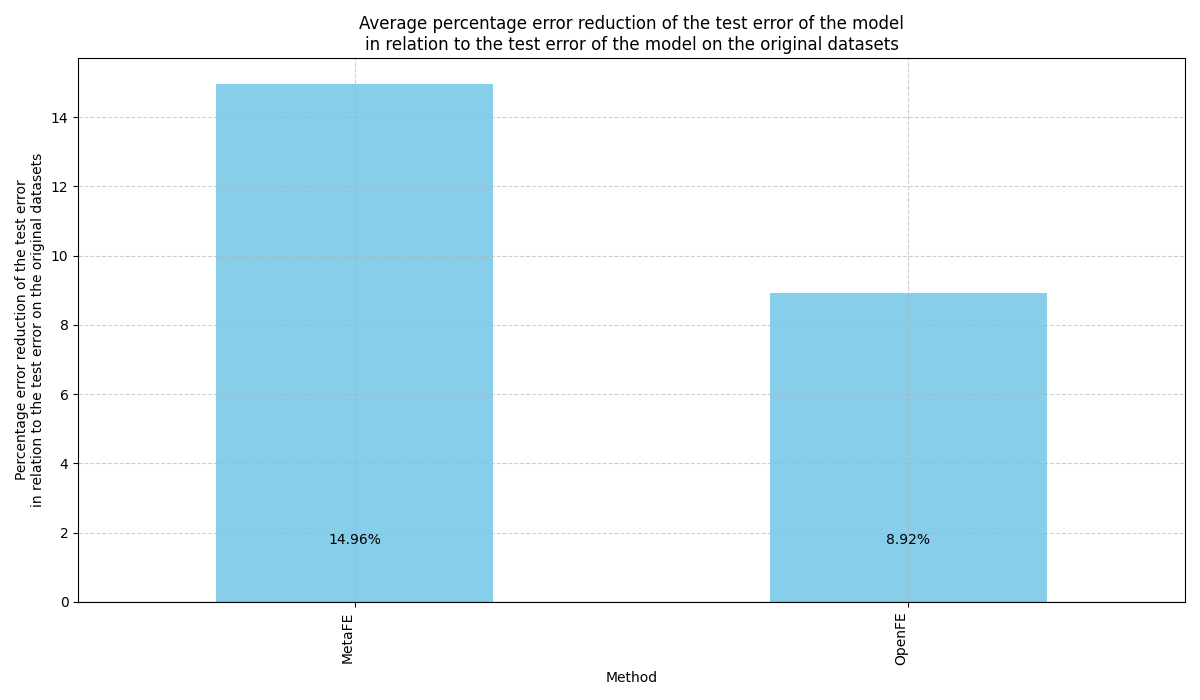 Average percentage error reduction of the test error of the model
in relation to the test error of the model on the original datasets
Percentage error reduction of the test error
in relation to the test error on the original datasets
14
12
10
8
6
4
2
0
14.96%
8.92%
MetaFE
OpenFE
Method